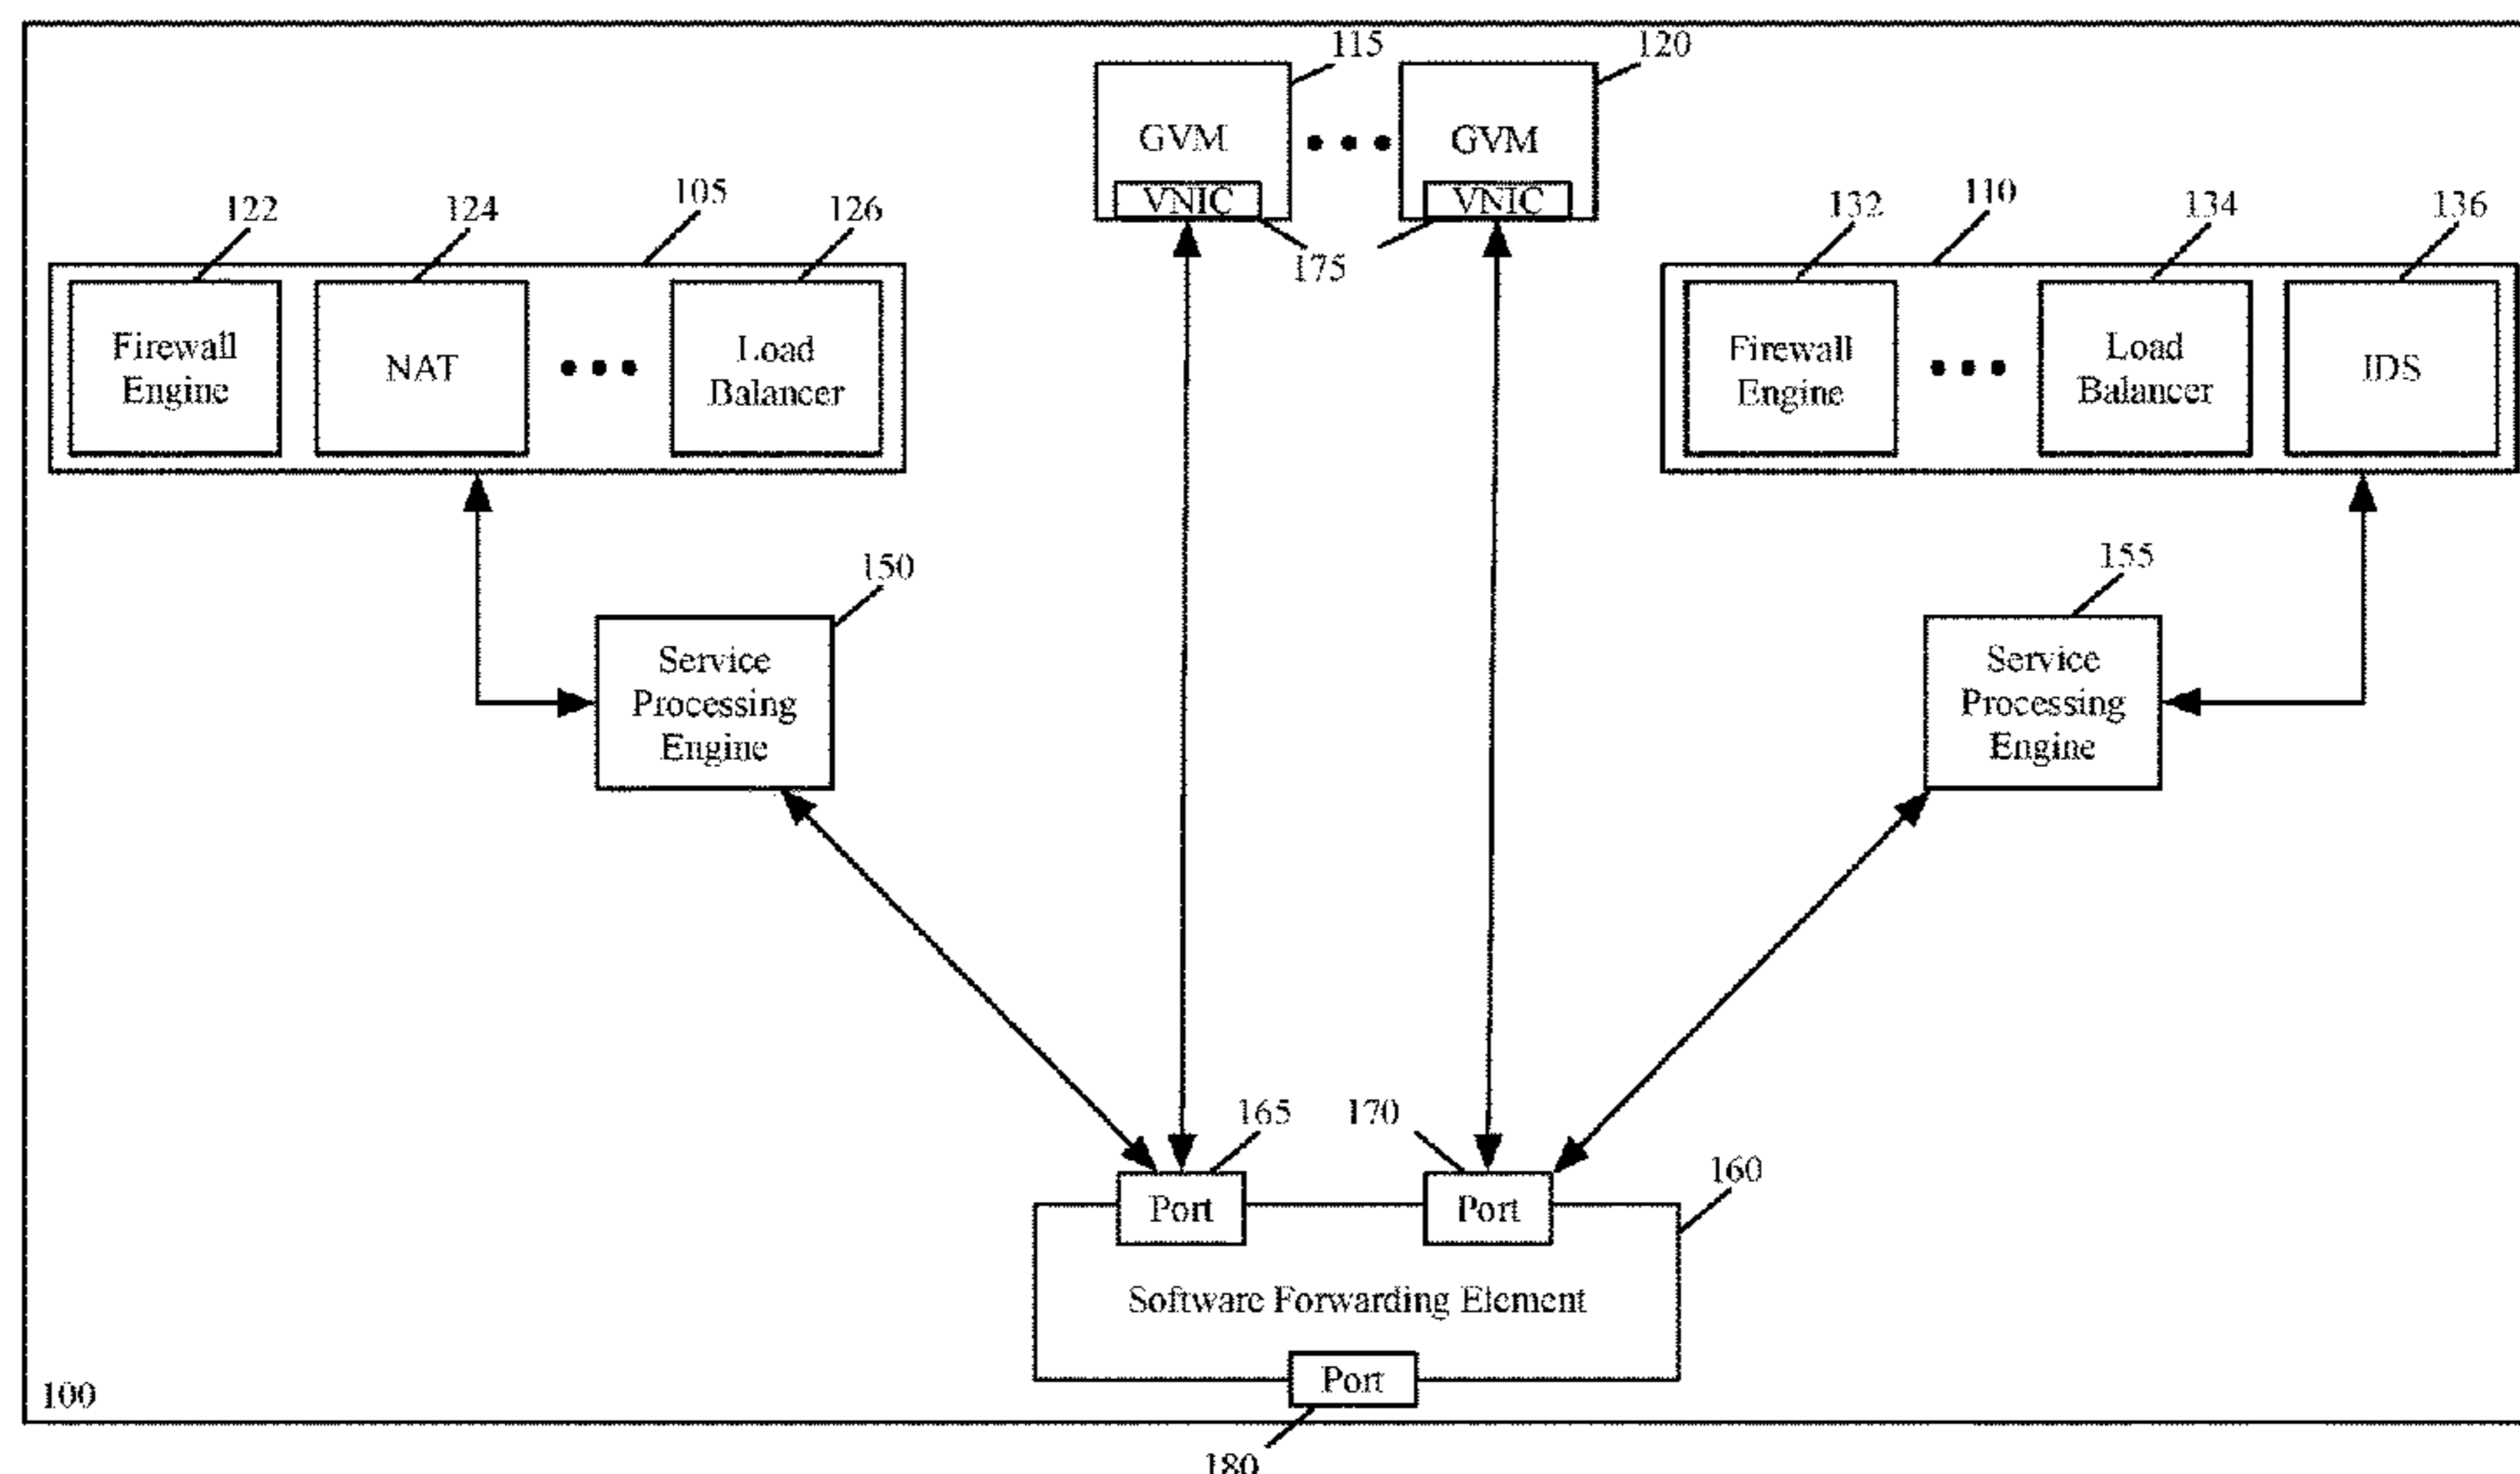 115
120
GVM
GVM
VNIC
VNIC
175
122
124
105
126
132
110
134
136
Firewall
Engine
NAT
Load
Balancer
Firewall
Engine
Load
Balancer
IDS
150
155
Service
Processing
Engine
Service
Processing
Engine
165
170
160
Port
Port
Software Forwarding Element
Port
100
180